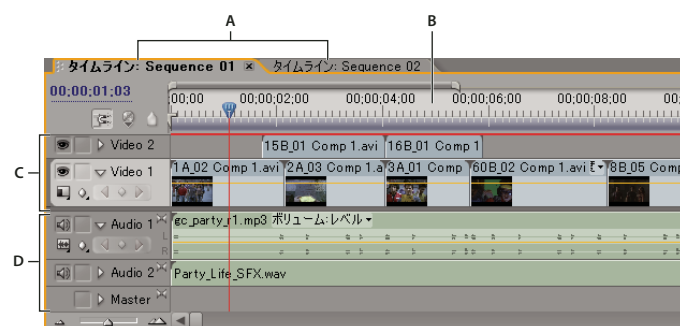 A
B
タイムライン: Sequence 01 × タイムライン: Sequence 02
00;00;01;03
00;00 00;00;02;00 00;00;04;00 00;00;06;00 00;00;08;00 00;
Video 2 15B_01 Comp 1.avi 16B_01 Comp 1
C
Video 1 1A_02 Comp 1.avi 2A_03 Comp 1.a 3A_01 Comp 60B_02 Comp 1.avi 8B_05 Comp
Audio 1 gc_party_r1.mp3 ボリューム:レベル
L
R
D
Audio 2 Party_Life_SFX.wav
Master